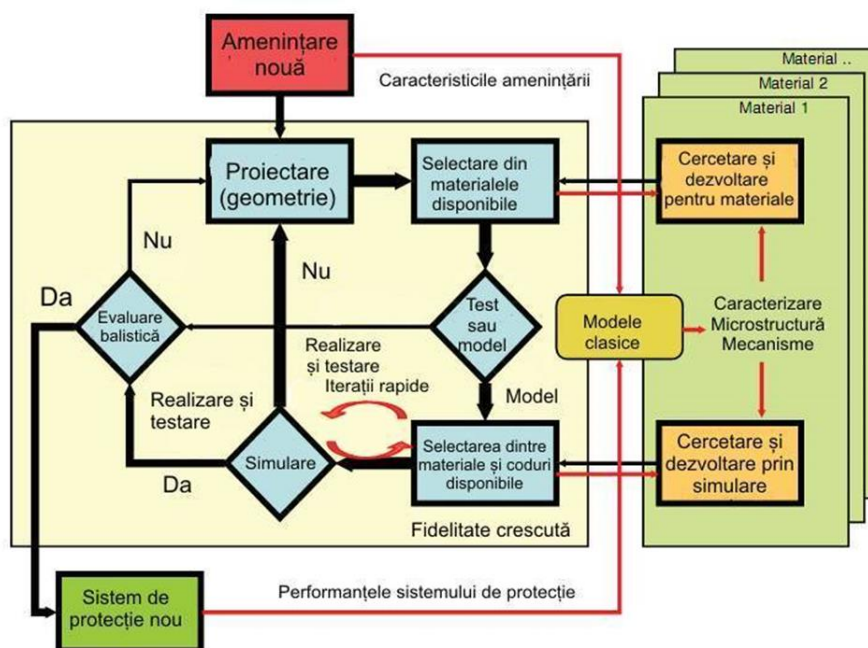 Amenințare
nouă
Caracteristicile amenințării
Material ..
Material 2
Material 1
Proiectare
(geometrie)
Selectare din
materialele
disponibile
Cercetare și
dezvoltare
pentru materiale
Nu
Nu
Da
Evaluare
balistică
Test
sau
model
Modele
clasice
Caracterizare
Microstructură
Mecanisme
Realizare
și testare
Iterații rapide
Realizare și
testare
Model
Simulare
Da
Selectarea dintre
materiale și coduri
disponibile
Cercetare și
dezvoltare prin
simulare
Fidelitate crescută
Sistem de
protecție nou
Performanțele sistemului de protecție